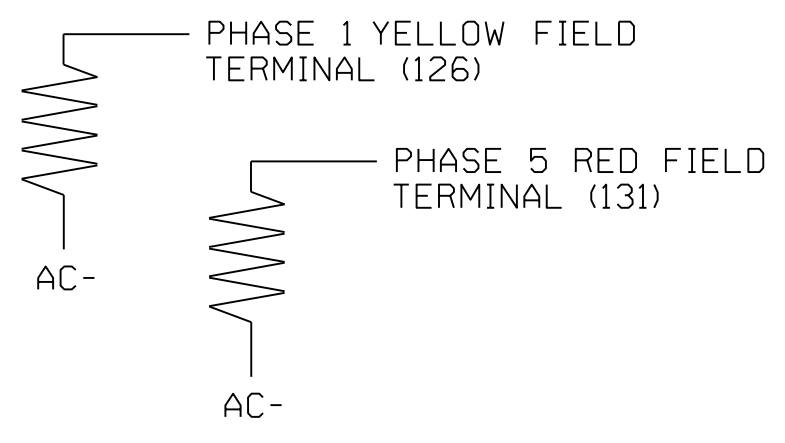 PHASE 1 YELLOW FIELD
TERMINAL (126)
PHASE 5 RED FIELD
TERMINAL (131)
AC-
AC-